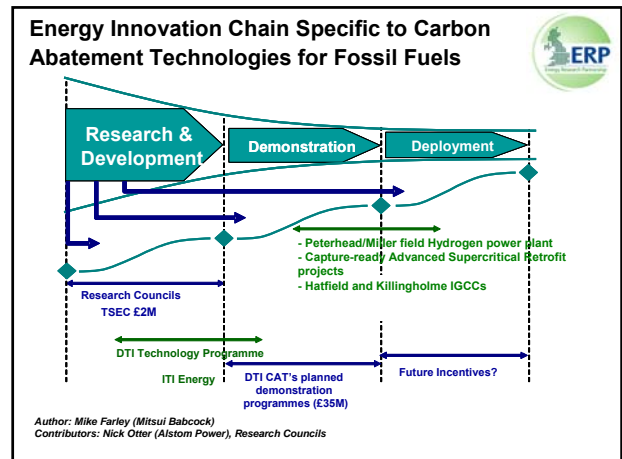 Energy Innovation Chain Specific to Carbon
Abatement Technologies for Fossil Fuels
ERP
Energy Research Partnership
Research &
Development
Demonstration
Deployment
- Peterhead/Miller field Hydrogen power plant
- Capture-ready Advanced Supercritical Retrofit
projects
- Hatfield and Killingholme IGCCs
Research Councils
TSEC £2M
DTI Technology Programme
ITI Energy
DTI CAT's planned
demonstration
programmes (£35M)
Future Incentives?
Author: Mike Farley (Mitsui Babcock)
Contributors: Nick Otter (Alstom Power), Research Councils